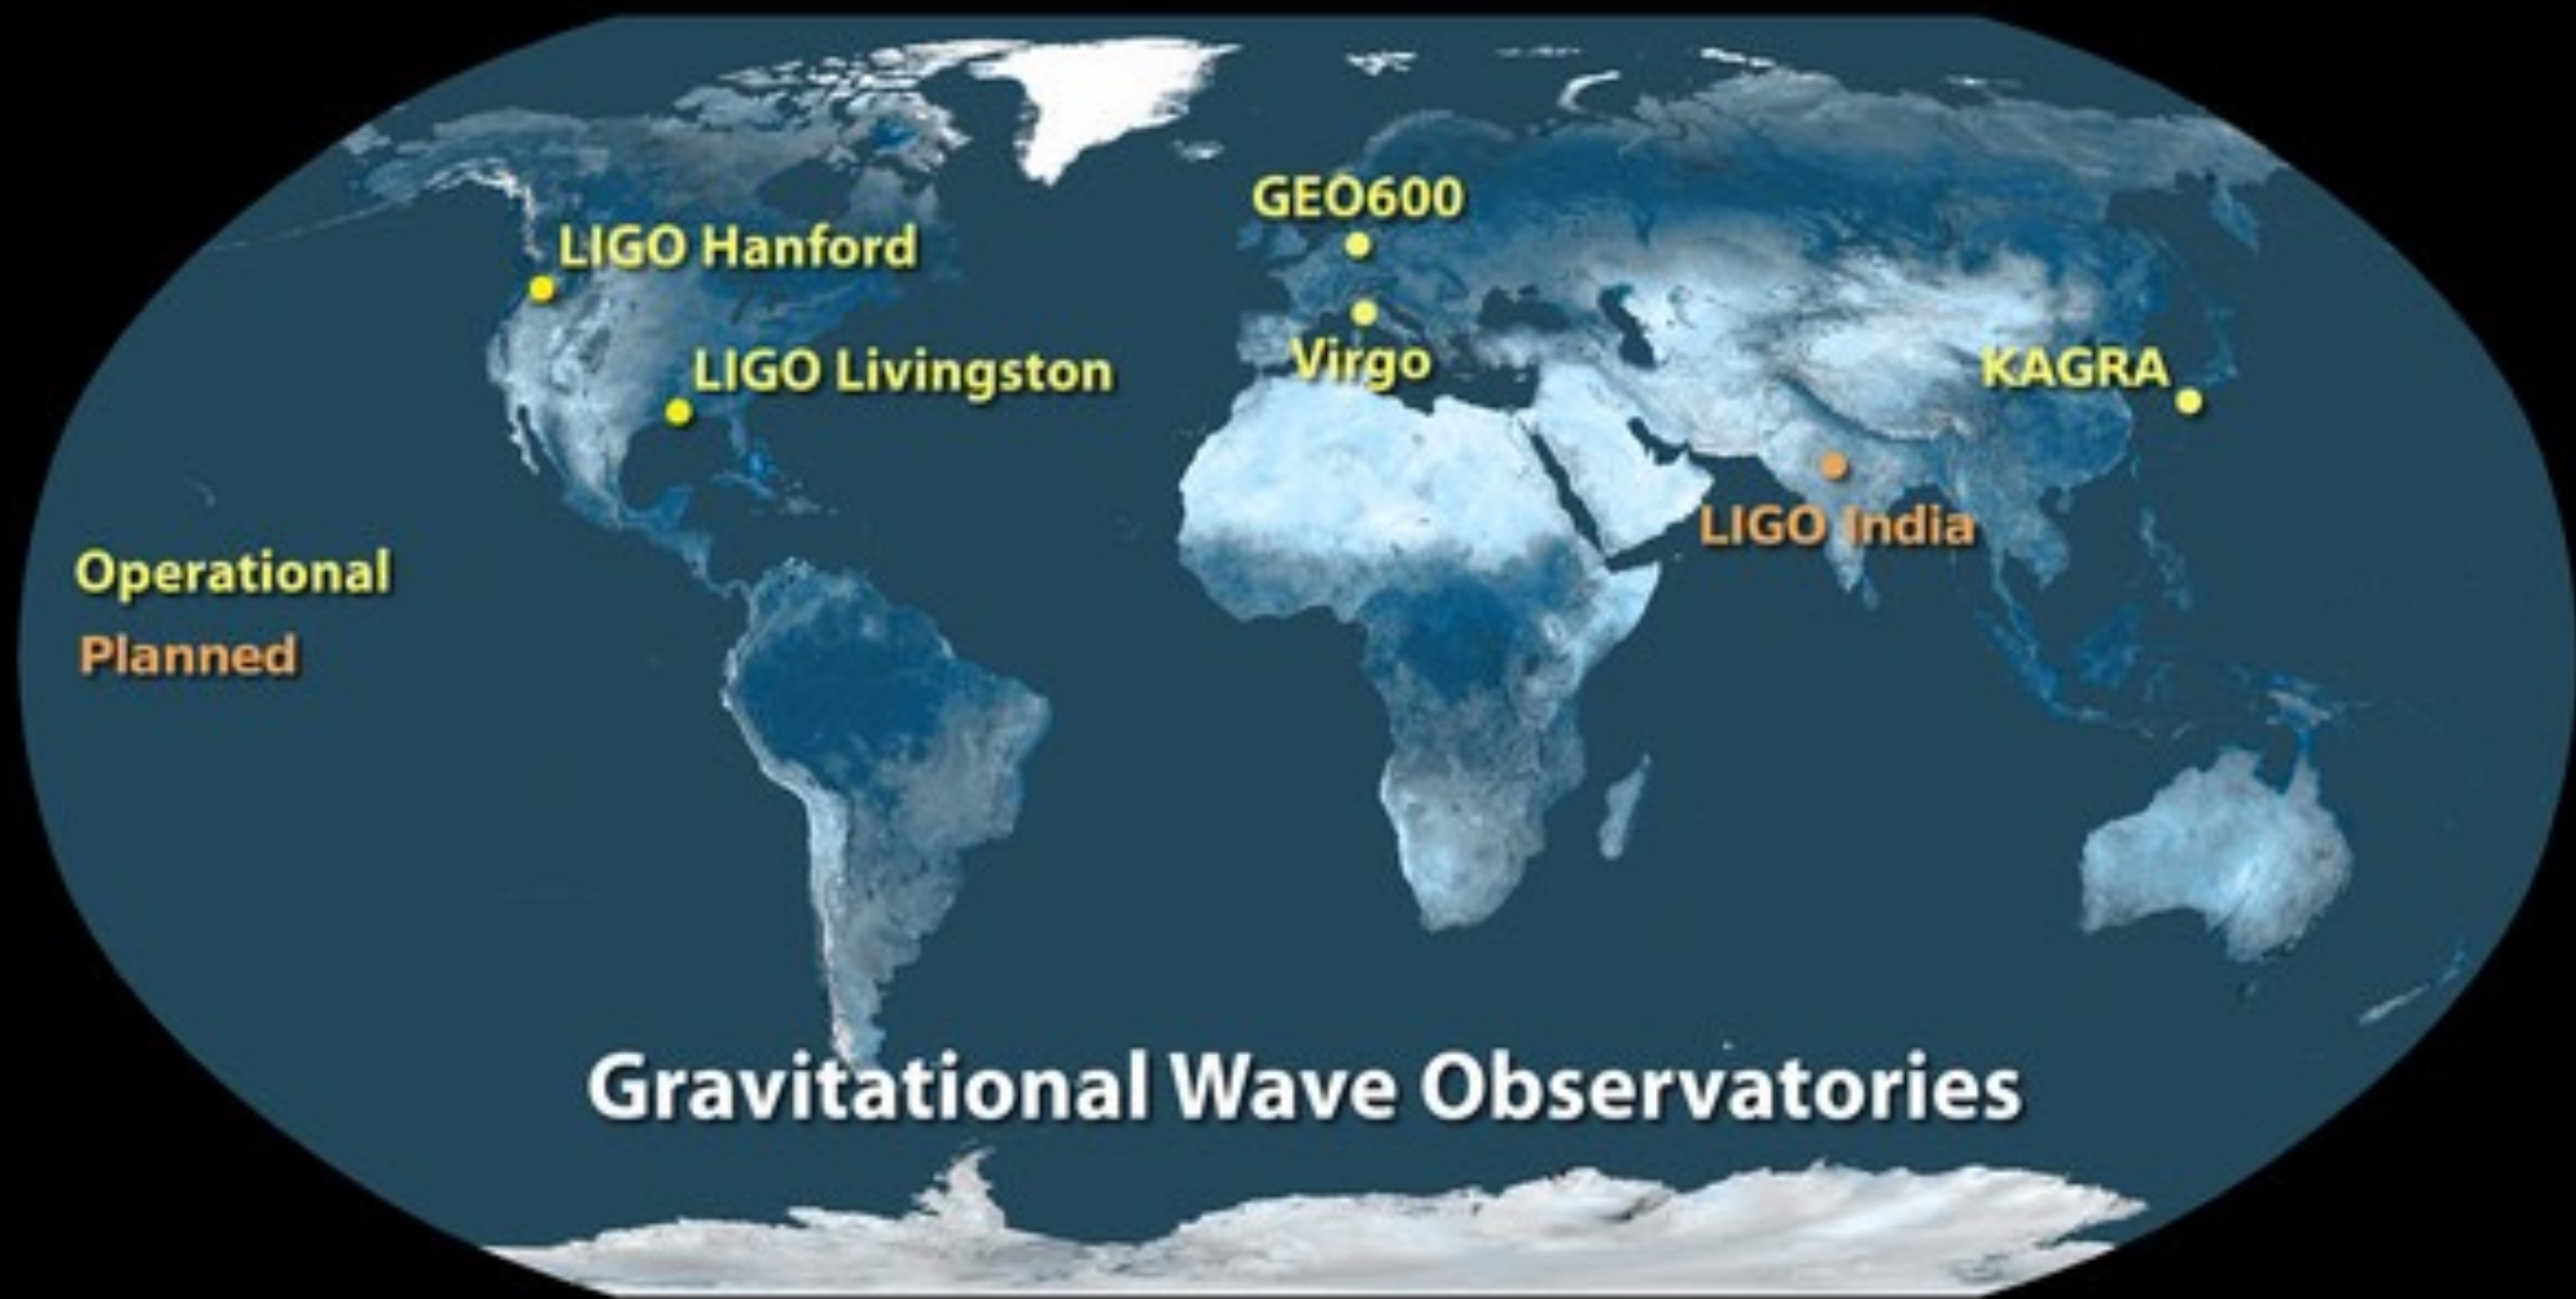 GEO600
LIGO Hanford
LIGO Livingston
Virgo
KAGRA
LIGO India
Operational
Planned
Gravitational Wave Observatories